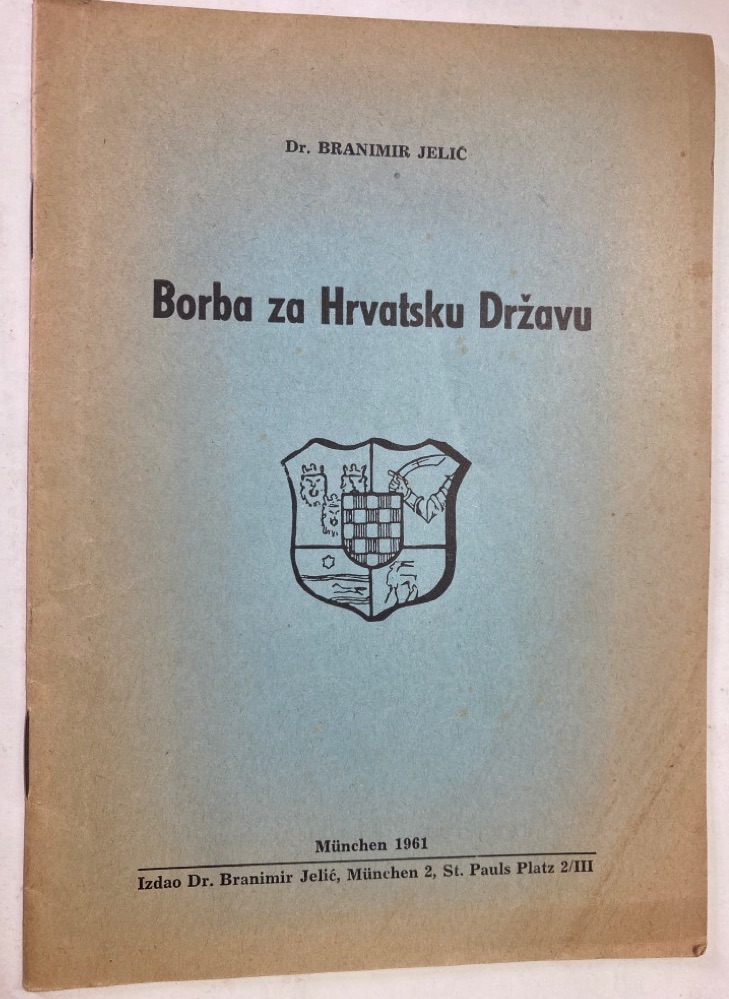 Dr. BRANIMIR JELIĆ
Borba za Hrvatsku Državu
München 1961
Izdao Dr. Branimir Jelić, München 2, St. Pauls Platz 2/III